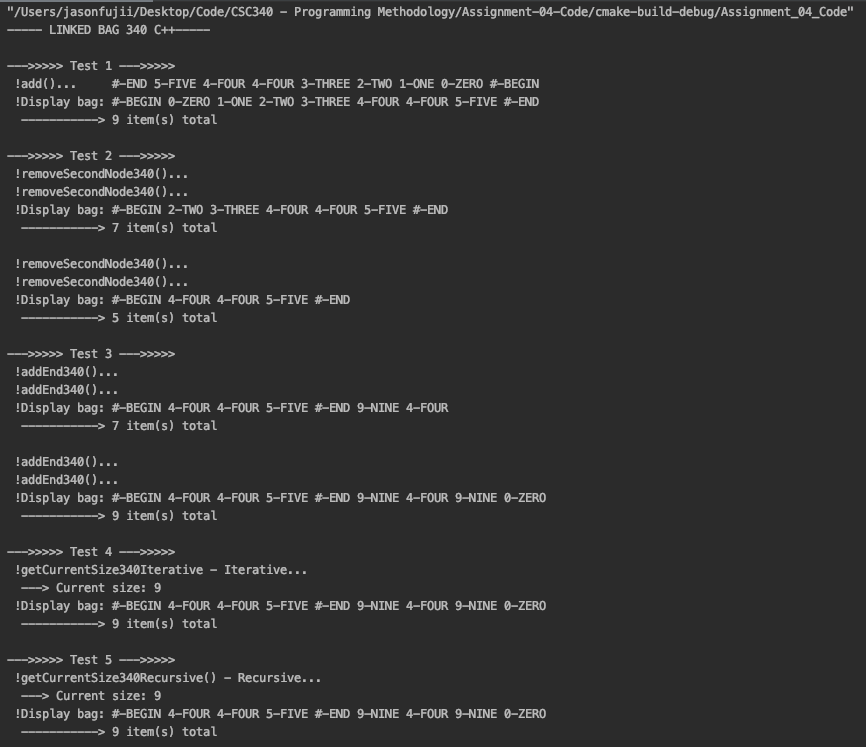 "/Users/jasonfujii/Desktop/Code/CSC340 - Programming Methodology/Assignment-04-Code/cmake-build-debug/Assignment_04_Code"
----- LINKED BAG 340 C++-----
--->>>>> Test 1 --->>>>>
!add()... #-END 5-FIVE 4-FOUR 4-FOUR 3-THREE 2-TWO 1-ONE 0-ZERO #-BEGIN
!Display bag: #-BEGIN 0-ZERO 1-ONE 2-TWO 3-THREE 4-FOUR 4-FOUR 5-FIVE #-END
-----------> 9 item(s) total
--->>>>> Test 2 --->>>>>
!removeSecondNode340()...
!removeSecondNode340()...
!Display bag: #-BEGIN 2-TWO 3-THREE 4-FOUR 4-FOUR 5-FIVE #-END
-----------> 7 item(s) total
!removeSecondNode340()...
!removeSecondNode340()...
!Display bag: #-BEGIN 4-FOUR 4-FOUR 5-FIVE #-END
-----------> 5 item(s) total
--->>>>> Test 3 --->>>>>
!addEnd340()...
!addEnd340()...
!Display bag: #-BEGIN 4-FOUR 4-FOUR 5-FIVE #-END 9-NINE 4-FOUR
-----------> 7 item(s) total
!addEnd340()...
!addEnd340()...
!Display bag: #-BEGIN 4-FOUR 4-FOUR 5-FIVE #-END 9-NINE 4-FOUR 9-NINE 0-ZERO
-----------> 9 item(s) total
--->>>>> Test 4 --->>>>>
!getCurrentSize340Iterative - Iterative...
---> Current size: 9
!Display bag: #-BEGIN 4-FOUR 4-FOUR 5-FIVE #-END 9-NINE 4-FOUR 9-NINE 0-ZERO
-----------> 9 item(s) total
--->>>>> Test 5 --->>>>>
!getCurrentSize340Recursive() - Recursive...
---> Current size: 9
!Display bag: #-BEGIN 4-FOUR 4-FOUR 5-FIVE #-END 9-NINE 4-FOUR 9-NINE 0-ZERO
-----------> 9 item(s) total